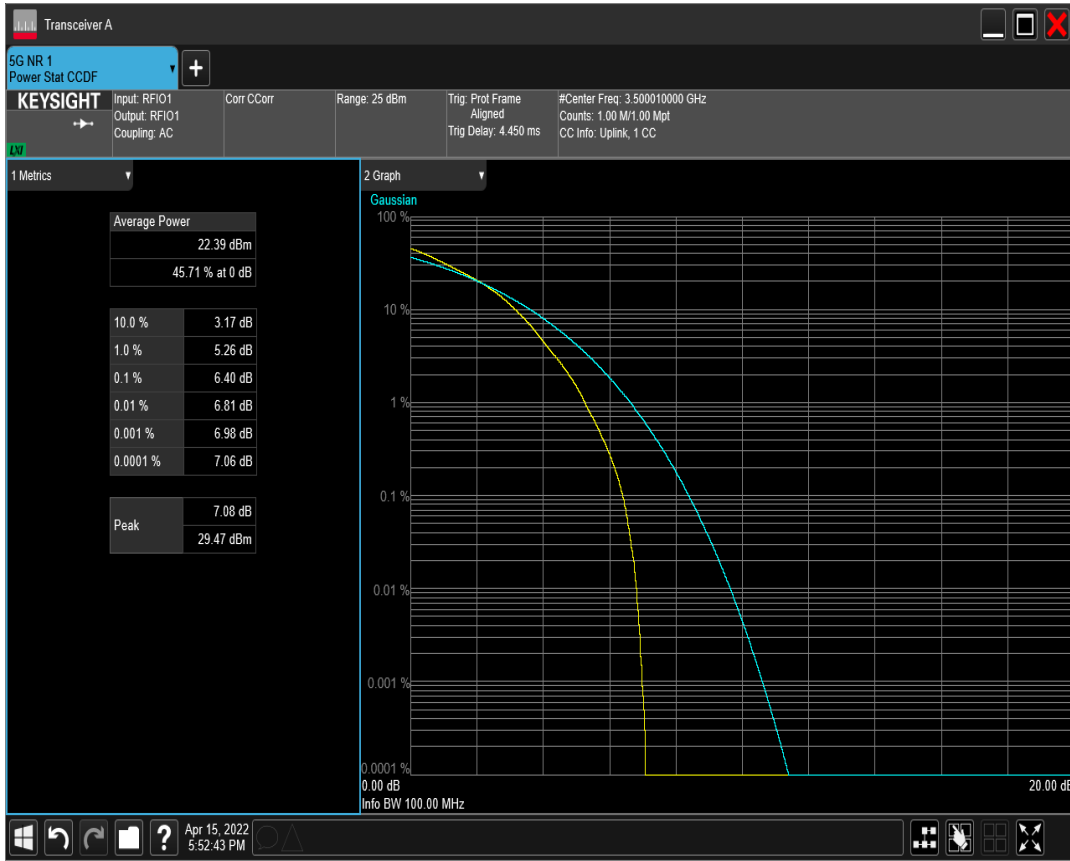 Transceiver A
5G NR 1
Power Stat CCDF
+
KEYSIGHT
LXI
Input: RFIO1
Output: RFIO1
Coupling: AC
Corr CCorr
Range: 25 dBm
Trig: Prot Frame
Aligned
Trig Delay: 4.450 ms
#Center Freq: 3.500010000 GHz
Counts: 1.00 M/1.00 Mpt
CC Info: Uplink, 1 CC
1 Metrics
Average Power
22.39 dBm
45.71 % at 0 dB
10.0 % 3.17 dB
1.0 % 5.26 dB
0.1 % 6.40 dB
0.01 % 6.81 dB
0.001 % 6.98 dB
0.0001 % 7.06 dB
Peak 7.08 dB
29.47 dBm
2 Graph
Gaussian
100 %
10 %
1 %
0.1 %
0.01 %
0.001 %
0.0001 %
0.00 dB 20.00 dB
Info BW 100.00 MHz
?
Apr 15, 2022
5:52:43 PM